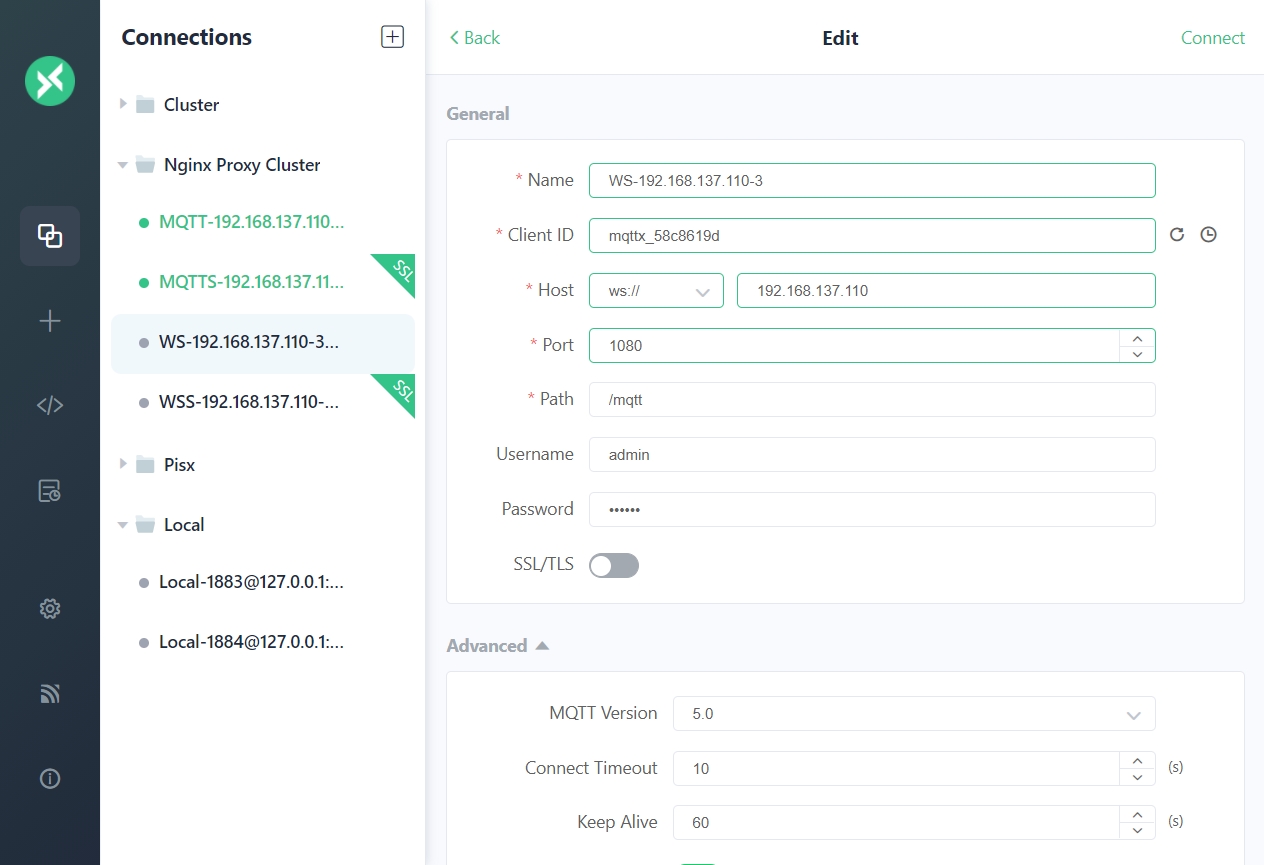 Connections
Cluster
Nginx Proxy Cluster
MQTT-192.168.137.110...
MQTTS-192.168.137.11...
SSL
WS-192.168.137.110-3...
WSS-192.168.137.110-...
SSL
Pisx
Local
Local-1883@127.0.0.1:...
Local-1884@127.0.0.1:...
Back
Edit
Connect
General
* Name WS-192.168.137.110-3
* Client ID mqttx_58c8619d
* Host ws:// 192.168.137.110
* Port 1080
* Path /mqtt
Username admin
Password ••••••
SSL/TLS
Advanced
MQTT Version 5.0
Connect Timeout 10 (s)
Keep Alive 60 (s)